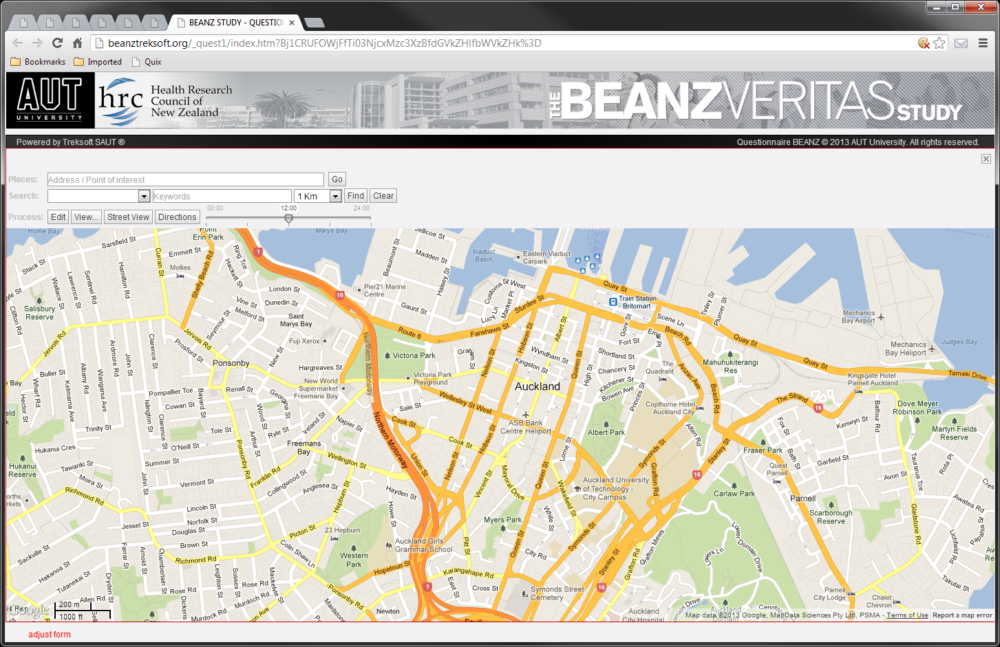 BEANZ STUDY - QUESTIO
beanztreksoft.org/_quest1/index.htm?Bj1CRUFOWjFfTi03NjcxMzc3XzBfdGVkZHIfbWVkZHk%3D
Bookmarks Imported Quix
AUT
UNIVERSITY
hrc
Health Research
Council of
New Zealand
THE BEANZVERITAS STUDY
Powered by Treksoft SAUT ®
Questionnaire BEANZ © 2013 AUT University. All rights reserved.
Places: Address / Point of interest Go
Search: Keywords 1 Km Find Clear
00:00 12:00 24:00
Process: Edit View... Street View Directions
Home Bay
Point
Erin Park
Marys Bay
Sarsfield St
Emmett St
Curran St
Shelly Beach Rd
Ring Tce
Hackett St
Mollies
Stack St
Wallace St
Lawrence St
Sentinel Rd
Hamilton Rd
Salisbury
Reserve
Clifton Rd
Jervois Rd
London St
Dunedin St
Vine St
Melford St
Saint
Marys Bay
Seymour St
Jervois Rd
Prosford St
New St
Fuji Xerox
Ponsonby
Hargreaves St
New World
Supermarket
Freemans Bay
1
16
Beaumont St
Jellicoe St
Madden St
Halsey St
Pier21 Marine
Centre
Gaunt St
Viaduct
Basin
Eastern Viaduct
Carpark
Customs St West
Market Pl
Lucy Ln
Sturdee St
Fanshawe St
Route 6
Northern Motorway
Victoria Park
Victoria Park
Playground
Graham St
Nelson St
Hobson St
Albert St
Wyndham St
Kingston St
Queen St
High St
Auckland
Quay St
Train Station
- Britomart
Gore St
Fort St
Emily Pl
Scene Ln
Beach Rd
Tinley St
Plumer St
Quay St
Mechanics
Bay Airport
Mechanics
Bay Heliport
Judges Bay
Quay St
Tamaki Drive
Shortland St
Chancery St
Kitchener St
Bowen Ave
Princes St
The
Quadrant
Anzac Ave
Mahuhukiterangi
Res
Beach Rd
Copthorne Hotel
Auckland City
Kingsgate Hotel
Parnell Auckland
The Strand
16
Balfour Rd
Dove Meyer
Robinson Park
Martyn Fields
Reserve
Kenwyn St
Buller St
Wharf Rd
Hector St
Kelmarna Ave
Albany Rd
Ardmore Rd
Wanganui Ave
John St
Pompallier Tce
Renall St
Cowan St
Trinity St
Islington St
Clarence St
Bayard St
Tole St
O'Neill St
Georgina St
Wood St
Arthur St
Ryle St
Ireland St
Napier St
Freemans
Bay
Wellington St
Franklin Rd
Collingwood St
Anglesea St
Ponsonby Rd
Hukanui Cres
Hukanui
Reserve
Tawariki St
Moira St
Vermont St
Richmond Rd
John St
Lincoln St
Norfolk St
Jessel St
Douglas St
Brown St
Picton St
Hepburn St
23 Hepburn
Western
Park
Colin Shaw Ln
Hopetoun St
Richmond Rd
Sackville St
Hakanoa St
Tutanekai St
Allen Rd
Dryden St
Farrar St
Arnold St
Chamberlain St
Rose Rd
Dickens St
Leighton St
Sussex St
Rose Rd
Murdoch Rd
Mackelvie St
Ponsonby Rd
Maidstone
Newton
Sale St
Wellesley St West
Cook St
Cook St
Union St
Northern Motorway
Nelson St
Hobson St
Vincent St
Mayoral Drive
ASB Bank
Centre Heliport
Lorne St
Queen St
Albert Park
Wakefield St
Auckland University
of Technology -
City Campus
Symonds St
Grafton Rd
Alten Rd
Stanley St
16
Carlaw Park
Fraser Park
Fox St
Bath St
Garfield St
Quest
Parnell
Parnell
Avon St
Scarborough
Reserve
Taurarua Tce
Rota Pl
Gladstone Rd
Awatea Rd
Lichfield Rd
Papahia St
Takutai St
Hayden St
Howe St
Auckland Girls'
Grammar School
Myers Park
Pitt St
White St
City Rd
Queen St
Symonds St
Karangahape Rd
East St
Cross St
1
Symonds Street
Cemetery
Stanley St
16
Grafton Rd
Grafton Mews
Lover's Ln
Lower Domain Drive
Domain Drive
Auckland
City Hospital
Auckland
Domain
Parnell
City Lodge
Chalet
Chevron
Google
200 m
1000 ft
Map data ©2013 Google, MapData Sciences Pty Ltd, PSMA - Terms of Use Report a map error
adjust form